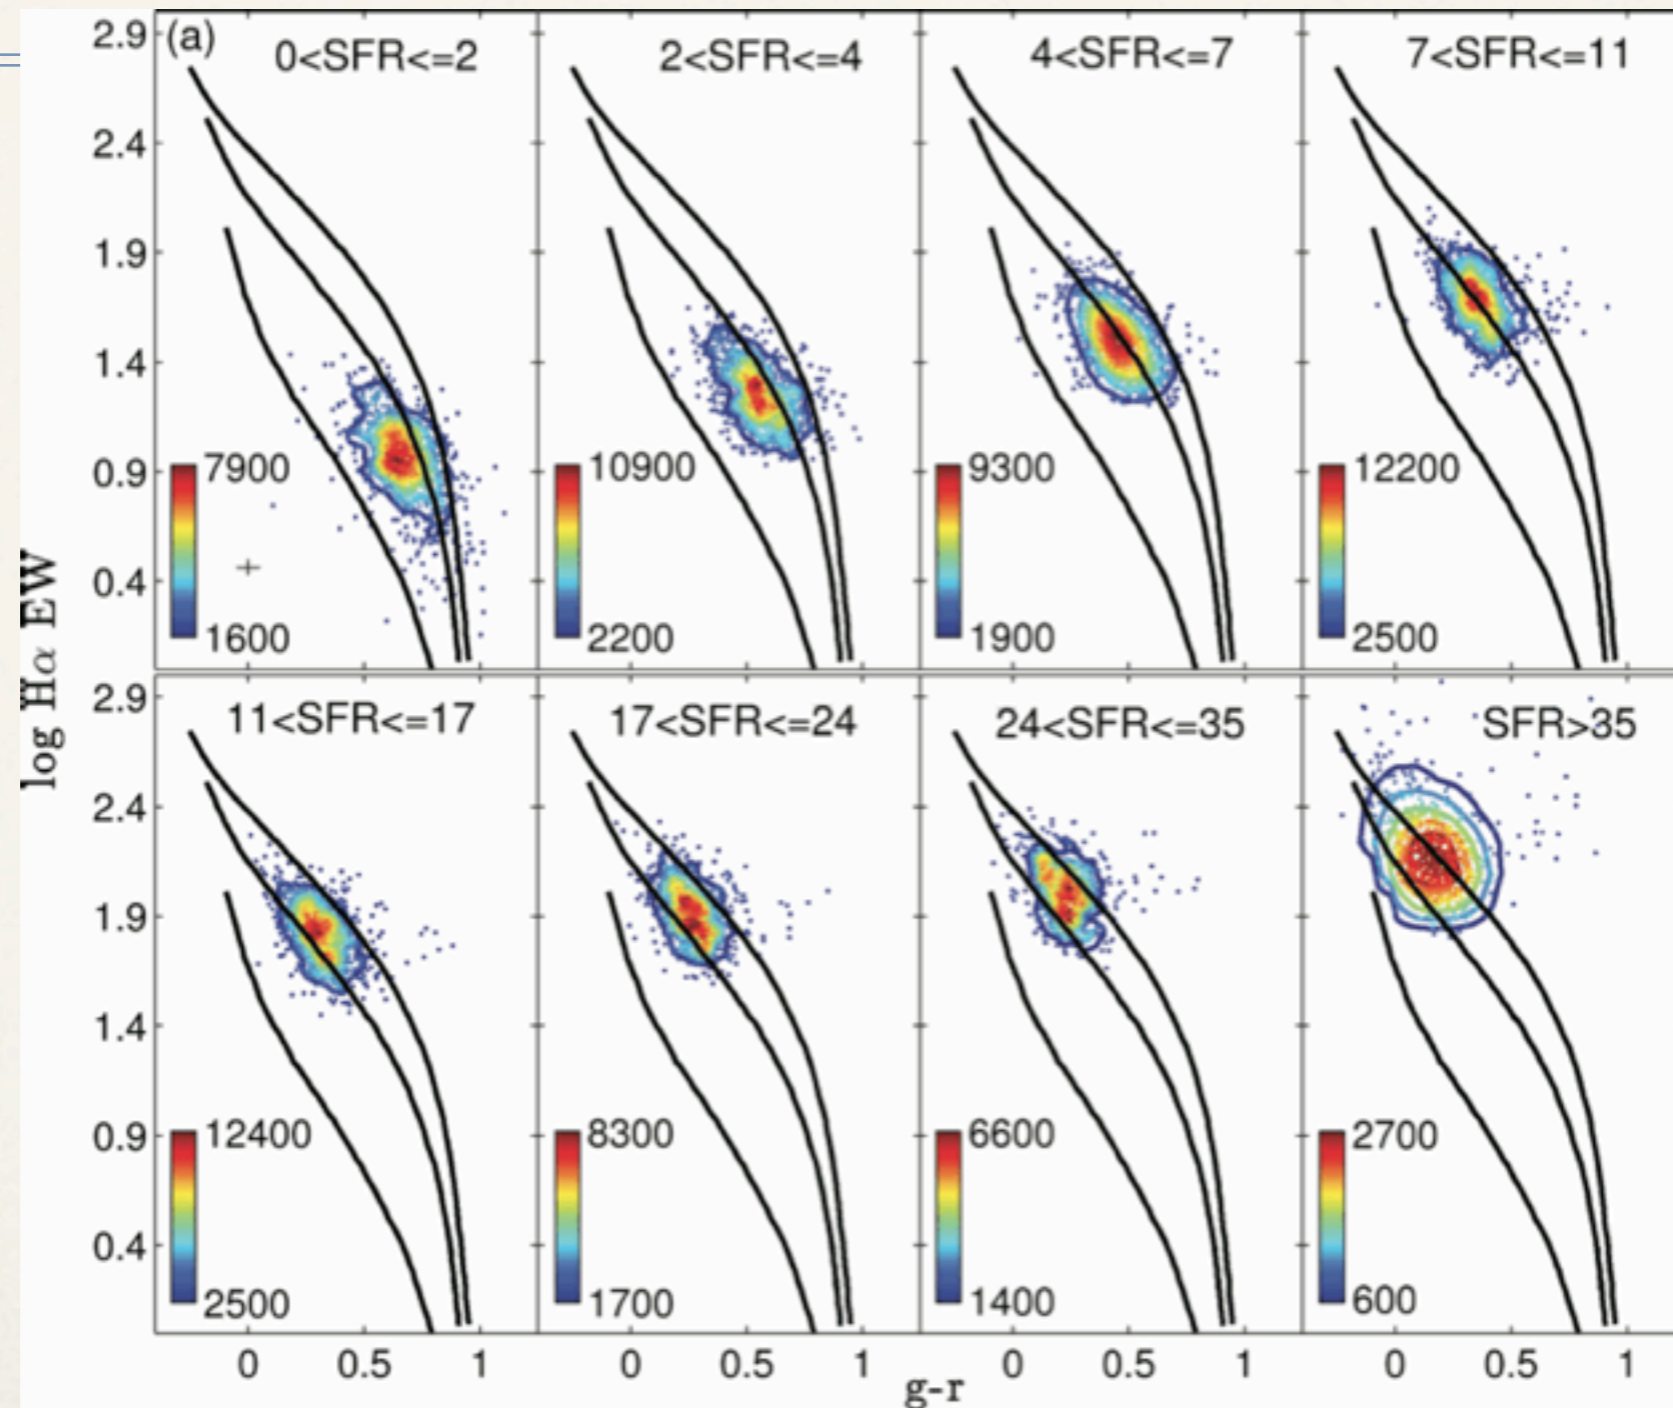 (a)
0<SFR<=2
2<SFR<=4
4<SFR<=7
7<SFR<=11
2.9
2.4
1.9
1.4
0.9
0.4
7900
1600
10900
2200
9300
1900
12200
2500
log Hα EW
11<SFR<=17
17<SFR<=24
24<SFR<=35
SFR>35
2.9
2.4
1.9
1.4
0.9
0.4
12400
2500
8300
1700
6600
1400
2700
600
0 0.5 1
0 0.5 1
0 0.5 1
0 0.5 1
g-r